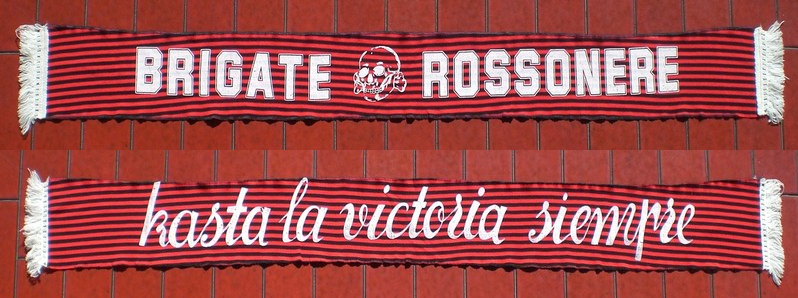 BRIGATE ROSSONERE
hasta la victoria siempre